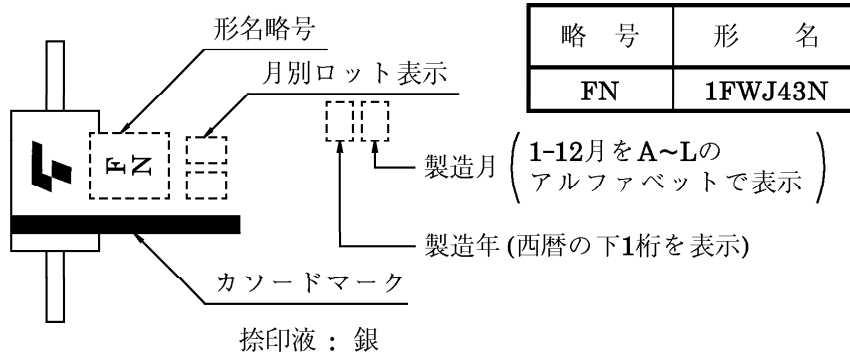 形名略号
月別ロット表示
F
N
製造月 (1-12月をA~Lの
アルファベットで表示)
製造年 (西暦の下1桁を表示)
カソードマーク
捺印液 : 銀
略 号 形 名
FN 1FWJ43N